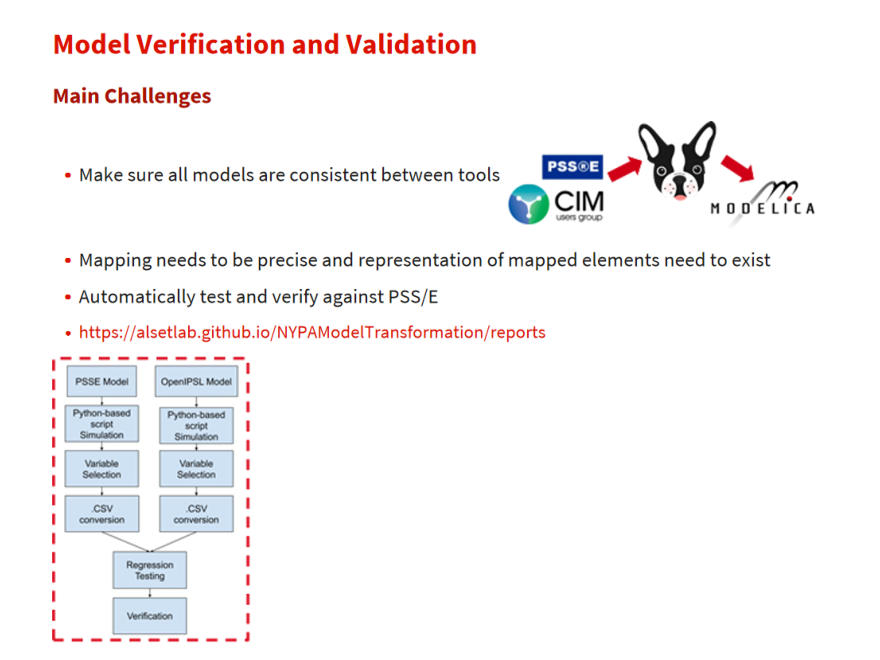 Model Verification and Validation
Main Challenges
• Make sure all models are consistent between tools
PSS®E
CIM
users group
MODELICA
• Mapping needs to be precise and representation of mapped elements need to exist
• Automatically test and verify against PSS/E
• https://alsetlab.github.io/NYPAModelTransformation/reports
PSSE Model
OpenIPSL Model
Python-based
script
Simulation
Python-based
script
Simulation
Variable
Selection
Variable
Selection
.CSV
conversion
.CSV
conversion
Regression
Testing
Verification